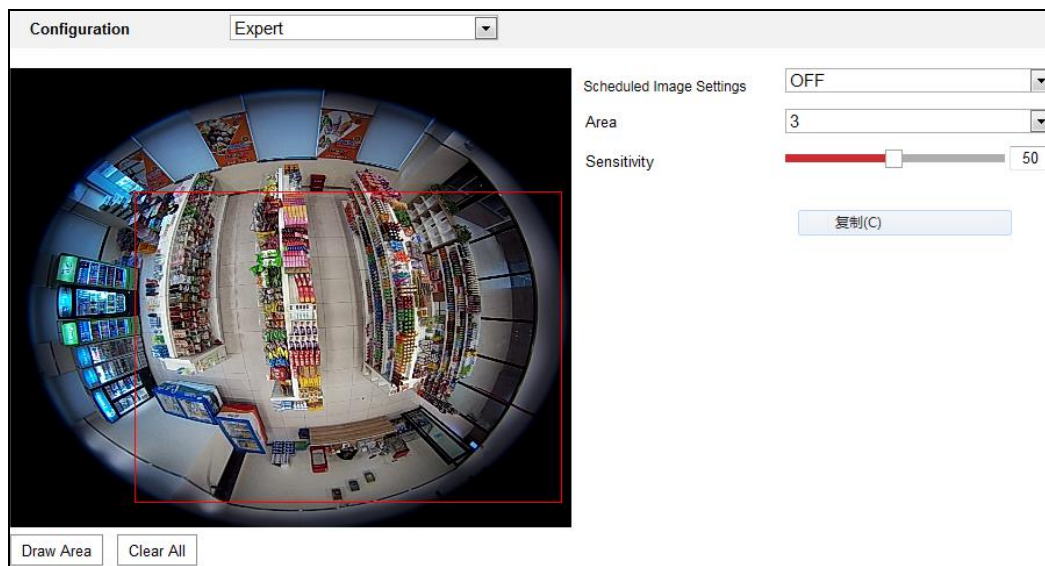 Configuration Expert
Scheduled Image Settings OFF
Area 3
Sensitivity 50
复制(C)
Draw Area Clear All